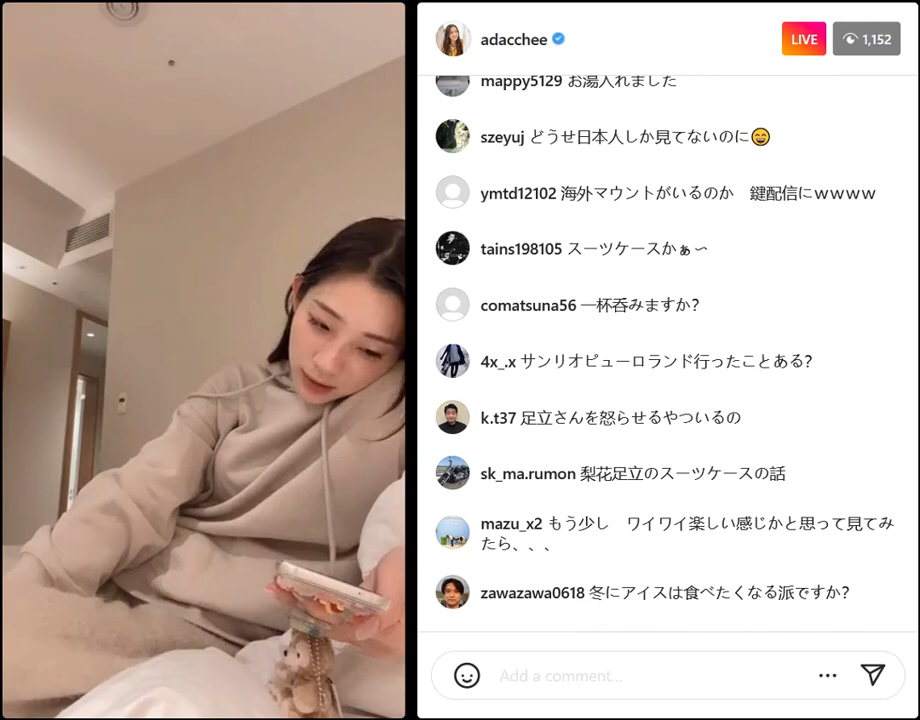 adacchee
LIVE
1,152
mappy5129 お湯入れました
szeyuj どうせ日本人しか見てないのに😄
ymtd12102 海外マウントがいるのか　鍵配信にwwww
tains198105 スーツケースかぁ〜
comatsuna56 一杯呑みますか?
4x_.x サンリオピューロランド行ったことある?
k.t37 足立さんを怒らせるやついるの
sk_ma.rumon 梨花足立のスーツケースの話
mazu_x2 もう少し　ワイワイ楽しい感じかと思って見てみ
たら、、、
zawazawa0618 冬にアイスは食べたくなる派ですか?
Add a comment...